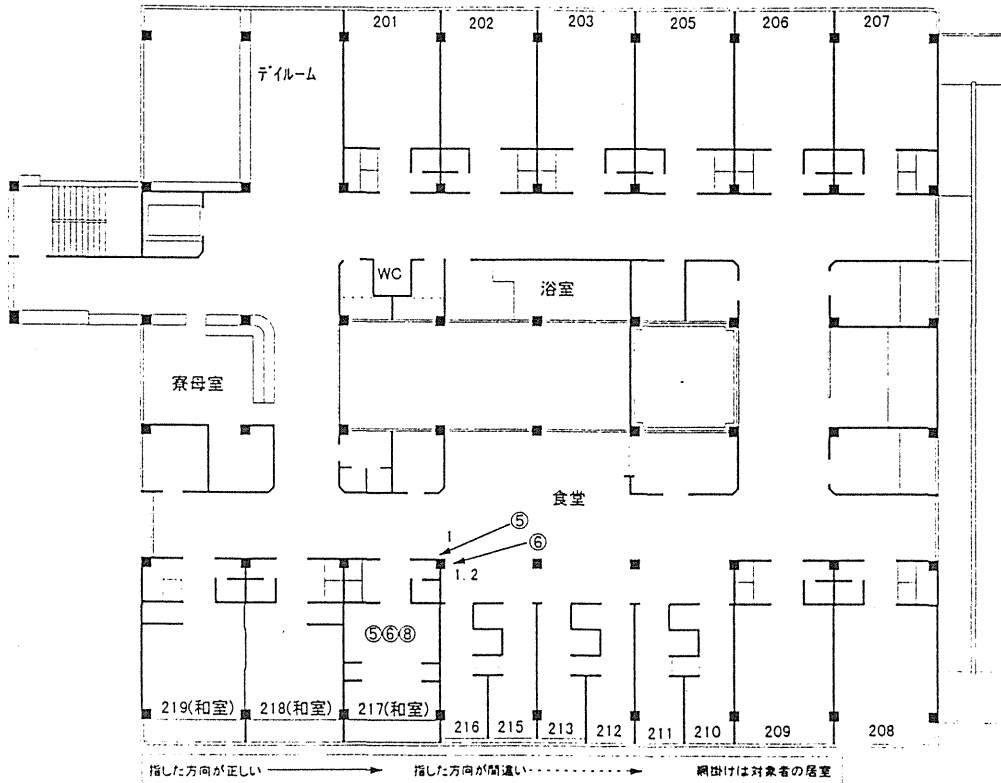 201 202 203 205 206 207
デイルーム
WC
浴室
寮母室
食堂
1 ⑤
⑥
1.2
⑤⑥⑧
219(和室) 218(和室) 217(和室) 216 215 213 212 211 210 209 208
指した方向が正しい 指した方向が間違い 網掛けは対象者の居室